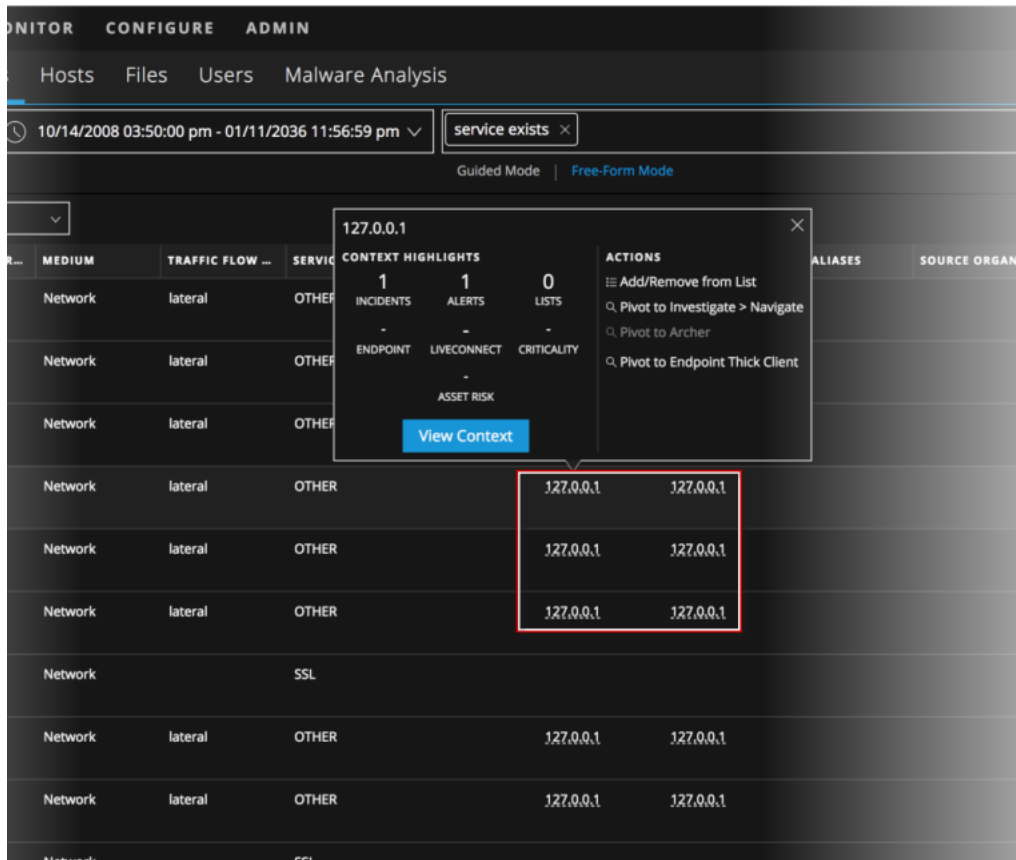 ONITOR CONFIGURE ADMIN
s Hosts Files Users Malware Analysis
10/14/2008 03:50:00 pm - 01/11/2036 11:56:59 pm service exists ×
Guided Mode | Free-Form Mode
127.0.0.1
CONTEXT HIGHLIGHTS
1 1 0
INCIDENTS ALERTS LISTS
- - -
ENDPOINT LIVECONNECT CRITICALITY
-
ASSET RISK
View Context
ACTIONS
Add/Remove from List
Pivot to Investigate > Navigate
Pivot to Archer
Pivot to Endpoint Thick Client
R... MEDIUM TRAFFIC FLOW ... SERVIC ALIASES SOURCE ORGAN
Network lateral OTHER
Network lateral OTHER
Network lateral OTHER
Network lateral OTHER 127.0.0.1 127.0.0.1
Network lateral OTHER 127.0.0.1 127.0.0.1
Network lateral OTHER 127.0.0.1 127.0.0.1
Network SSL
Network lateral OTHER 127.0.0.1 127.0.0.1
Network lateral OTHER 127.0.0.1 127.0.0.1
Network SSL